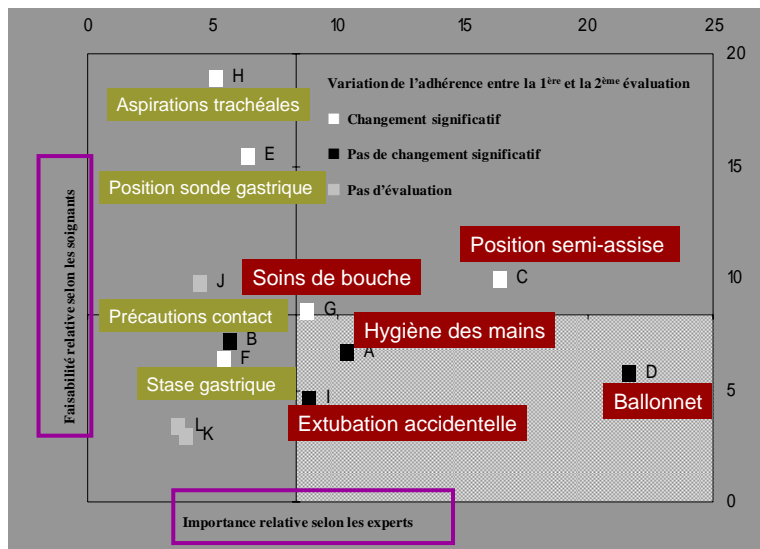 0 5 10 15 20 25
20
H
Variation de l'adhérence entre la 1ère et la 2ème évaluation
Aspirations trachéales
Changement significatif
E
Pas de changement significatif
15
Position sonde gastrique
Pas d'évaluation
Faisabilité relative selon les soignants
Position semi-assise
Soins de bouche
J
C
10
Précautions contact
G
B
Hygiène des mains
F
A
Stase gastrique
D
5
I
Ballonnet
Extubation accidentelle
L
K
0
Importance relative selon les experts